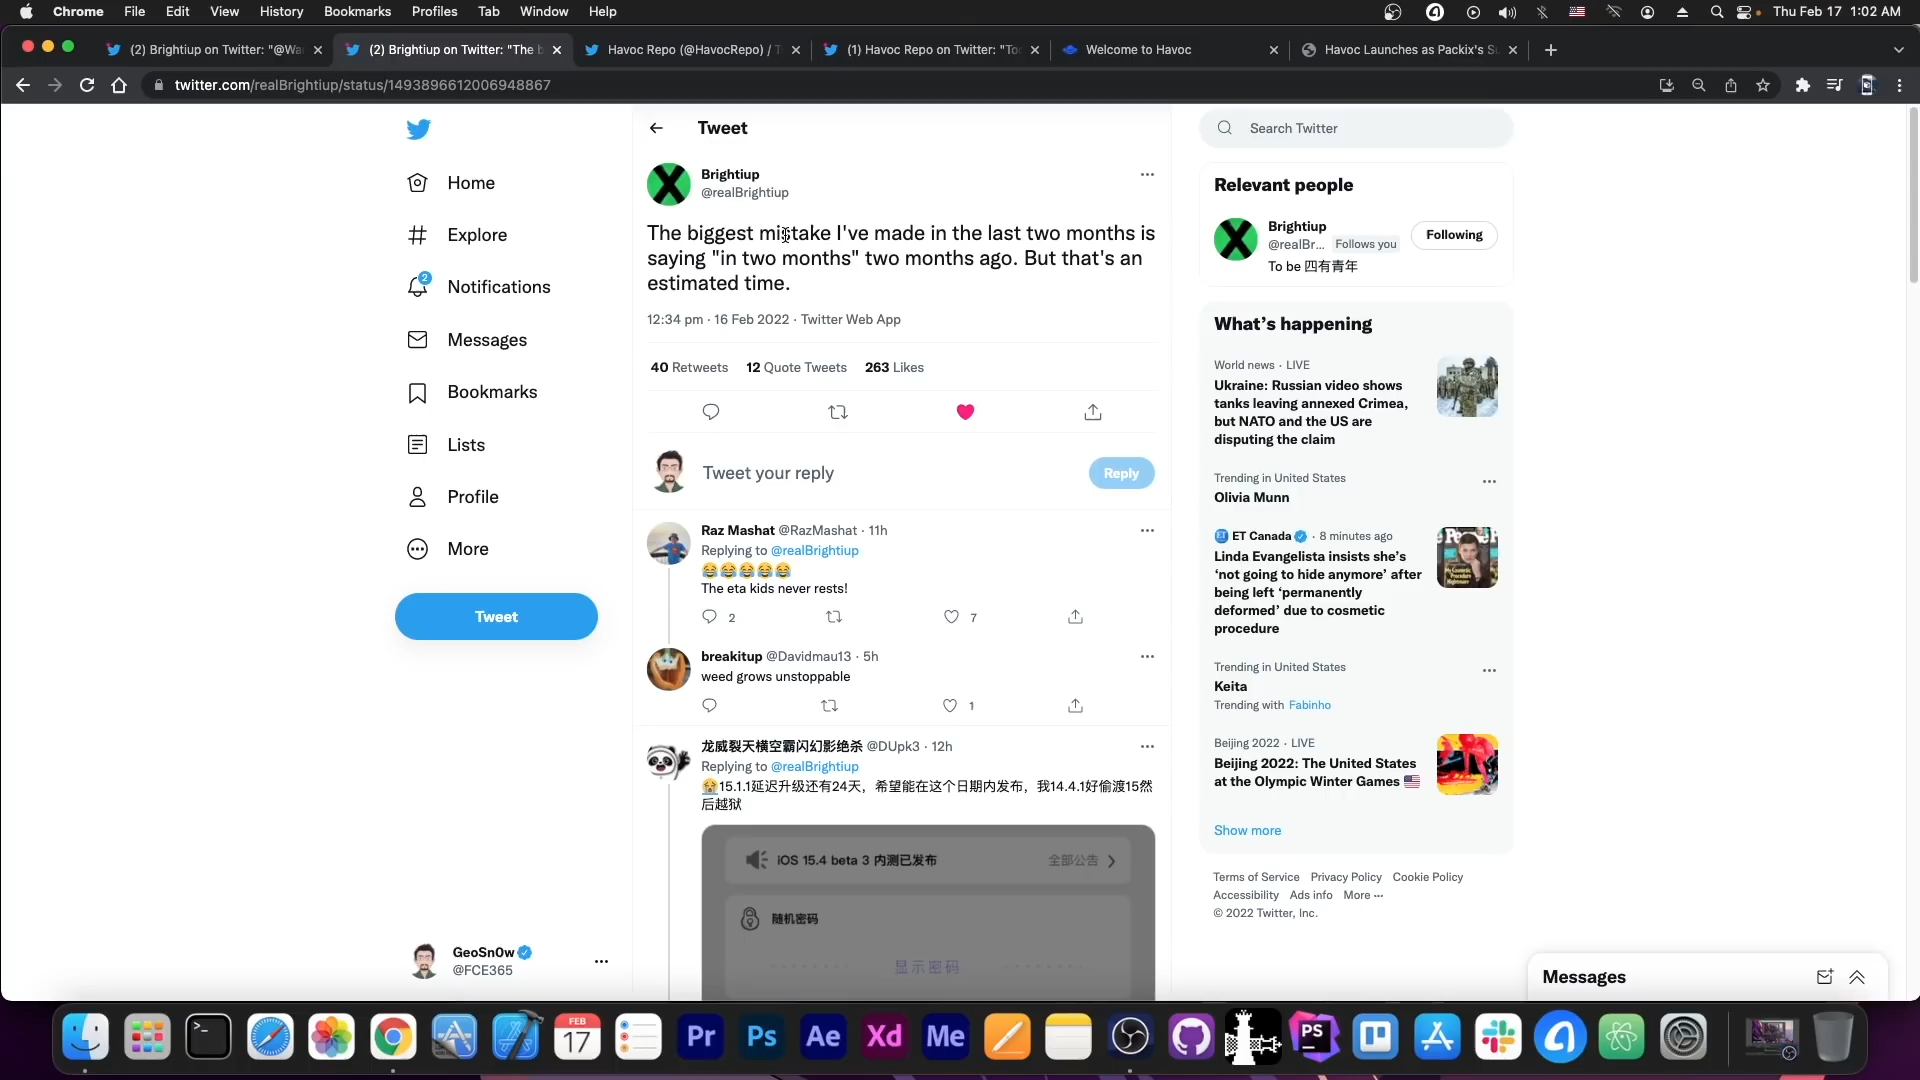 Chrome File Edit View History Bookmarks Profiles Tab Window Help
Thu Feb 17 1:02 AM
(2) Brightiup on Twitter: "@Wa
(2) Brightiup on Twitter: "The b
Havoc Repo (@HavocRepo) / T
(1) Havoc Repo on Twitter: "To
Welcome to Havoc
Havoc Launches as Packix's Su
twitter.com/realBrightiup/status/1493896612006948867
Home
Explore
2
Notifications
Messages
Bookmarks
Lists
Profile
More
Tweet
GeoSn0w
@FCE365
Tweet
Brightiup
@realBrightiup
The biggest mistake I've made in the last two months is
saying "in two months" two months ago. But that's an
estimated time.
12:34 pm · 16 Feb 2022 · Twitter Web App
40 Retweets 12 Quote Tweets 263 Likes
Tweet your reply
Reply
Raz Mashat @RazMashat · 11h
Replying to @realBrightiup
😂😂😂😂😂
The eta kids never rests!
2 7
breakitup @Davidmau13 · 5h
weed grows unstoppable
1
龙威裂天横空霸闪幻影绝杀 @DUpk3 · 12h
Replying to @realBrightiup
😭15.1.1延迟升级还有24天，希望能在这个日期内发布，我14.4.1好偷渡15然
后越狱
iOS 15.4 beta 3 内测已发布 全部公告
随机密码
显示密码
Search Twitter
Relevant people
Brightiup
@realBr... Follows you
Following
To be 四有青年
What's happening
World news · LIVE
Ukraine: Russian video shows
tanks leaving annexed Crimea,
but NATO and the US are
disputing the claim
Trending in United States
Olivia Munn
ET Canada · 8 minutes ago
Linda Evangelista insists she's
'not going to hide anymore' after
being left 'permanently
deformed' due to cosmetic
procedure
Trending in United States
Keita
Trending with Fabinho
Beijing 2022 · LIVE
Beijing 2022: The United States
at the Olympic Winter Games 🇺🇸
Show more
Terms of Service Privacy Policy Cookie Policy
Accessibility Ads info More ···
© 2022 Twitter, Inc.
Messages
FEB
17
Pr Ps Ae Xd Me PS